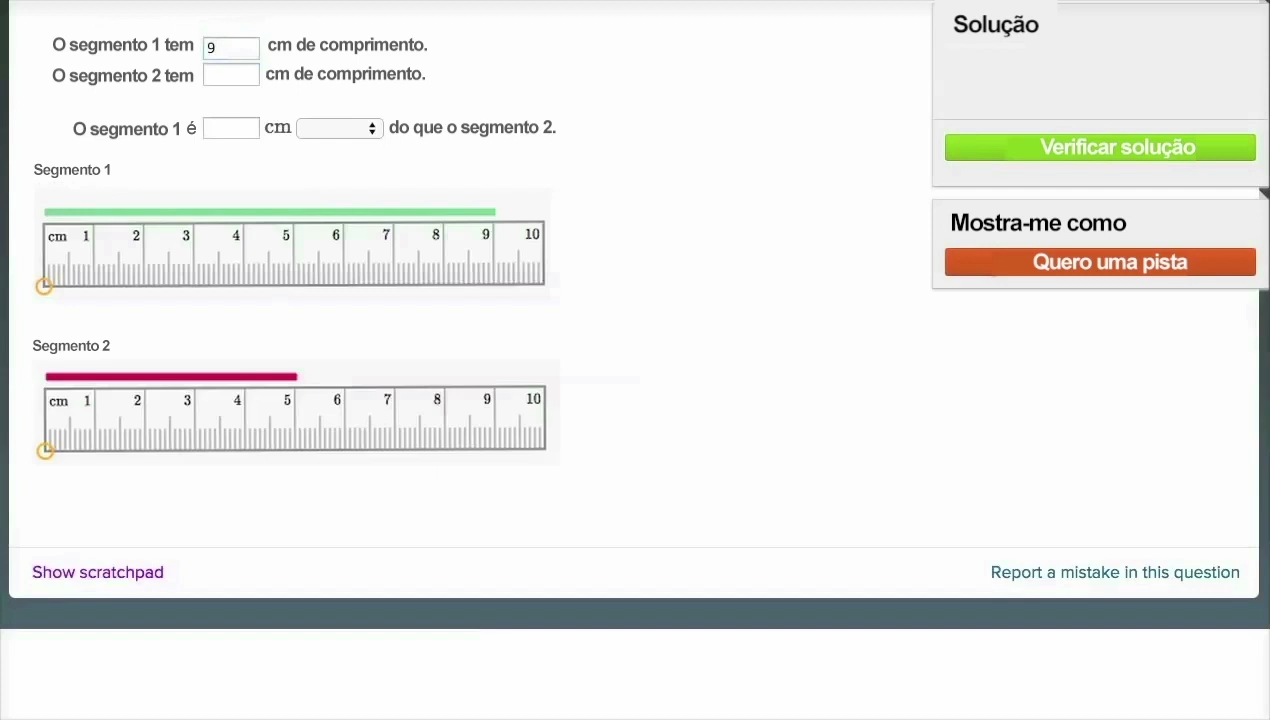 O segmento 1 tem 9 cm de comprimento.
O segmento 2 tem cm de comprimento.
O segmento 1 é cm do que o segmento 2.
Segmento 1
cm 1 2 3 4 5 6 7 8 9 10
Segmento 2
cm 1 2 3 4 5 6 7 8 9 10
Show scratchpad
Report a mistake in this question
Solução
Verificar solução
Mostra-me como
Quero uma pista